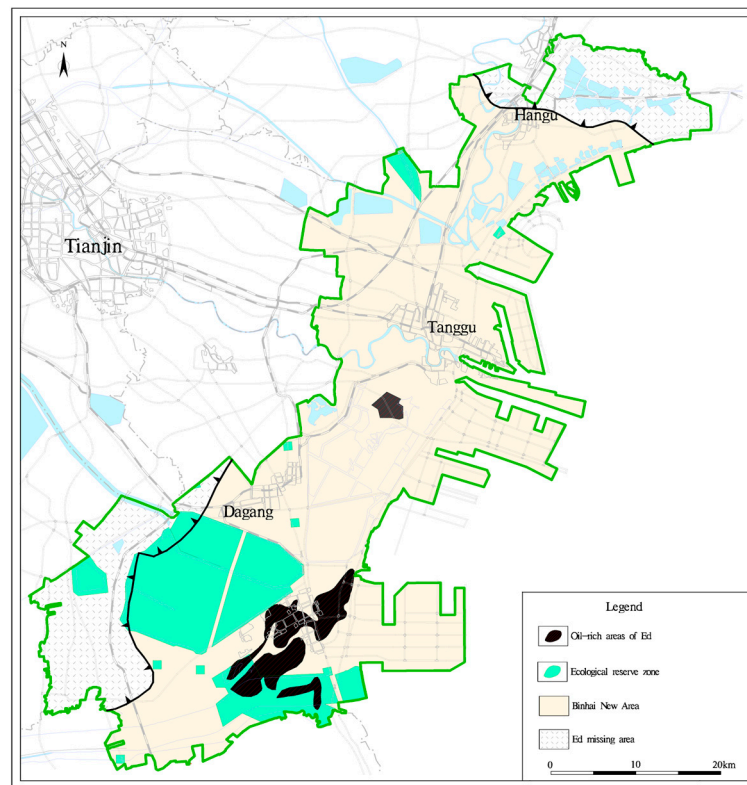 N
Hangu
Tianjin
Tanggu
Dagang
Legend
Oil-rich areas of Ed
Ecological reserve zone
Binhai New Area
Ed missing area
0 10 20km